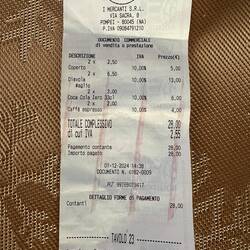 I MERCANTI S.R.L.
VIA SACRA, 8
POMPEI - 80045 (NA)
P.IVA 09084791210
DOCUMENTO COMMERCIALE
di vendita o prestazione
DESCRIZIONE IVA Prezzo(€)
2 x 2,50
Coperto 10,00% 5,00
2 x 6,50
Diavola 10,00% 13,00
#aglio
2 x 3,00
Coca Cola Zero 33cl 10,00% 6,00
2 x 2,00
Caffè espresso 10,00% 4,00
TOTALE COMPLESSIVO 28,00
di cui IVA 2,55
Pagamento contante 28,00
Importo pagato 28,00
01-12-2024 14:38
DOCUMENTO N.
RT
DETTAGLIO FORME DI PAGAMENTO
Contanti 28,00
TAVOLO 23